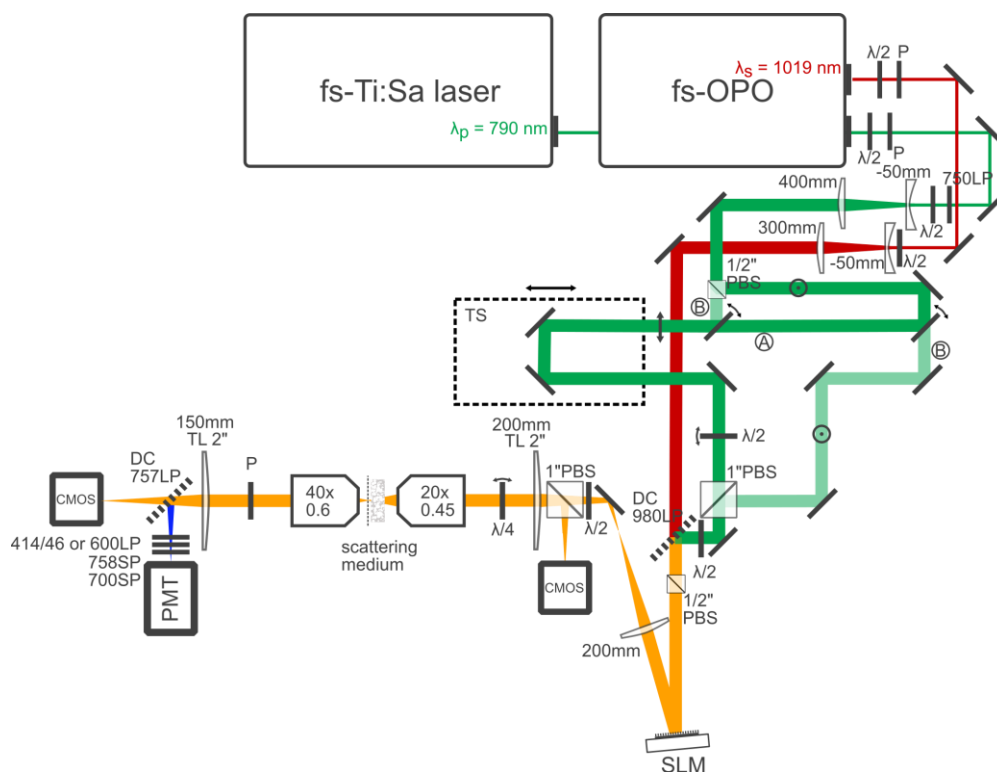 fs-Ti:Sa laser
λp = 790 nm
fs-OPO
λs = 1019 nm
λ/2
P
λ/2
P
-50mm
750LP
400mm
λ/2
300mm
-50mm
λ/2
1/2"
PBS
TS
B
A
B
λ/2
1"PBS
DC
980LP
λ/2
1/2"
PBS
150mm
TL 2"
DC
757LP
P
CMOS
40x
0.6
20x
0.45
scattering
medium
200mm
TL 2"
1"PBS
λ/4
λ/2
CMOS
414/46 or 600LP
758SP
700SP
PMT
200mm
SLM